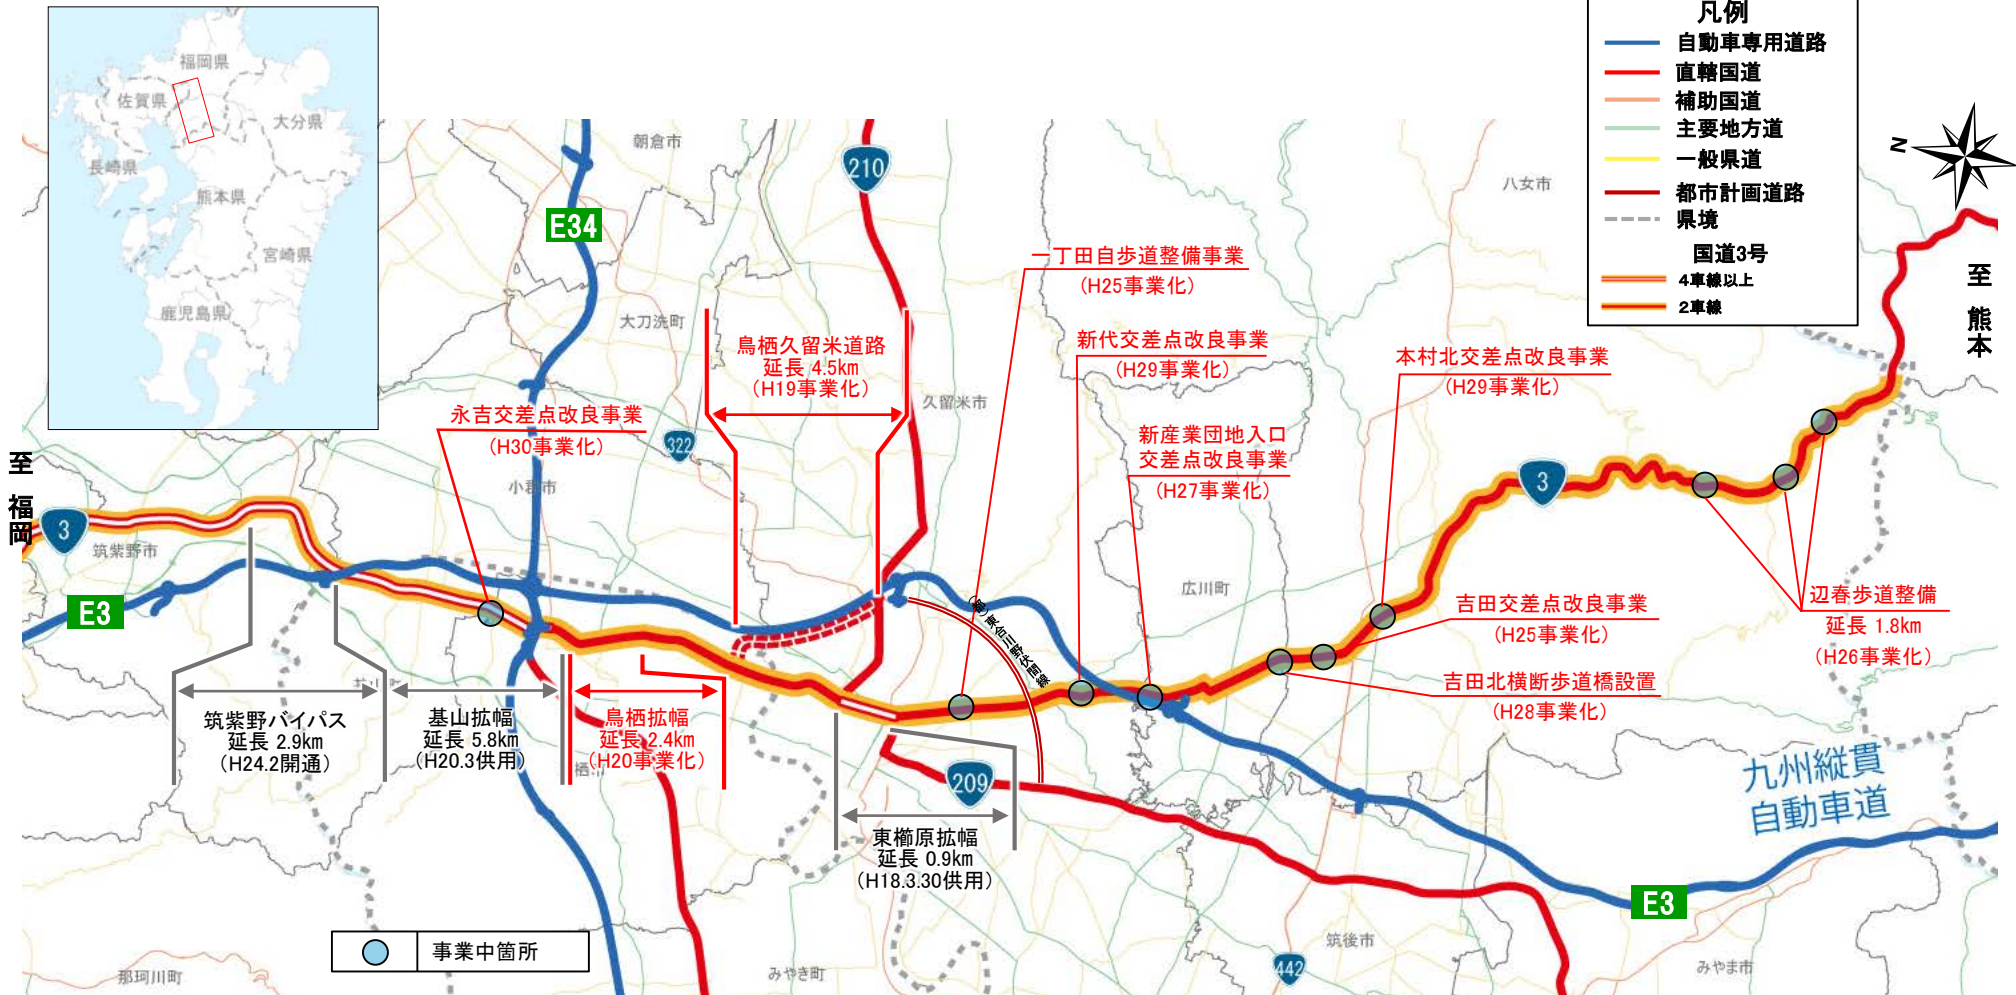 福岡県
佐賀県
大分県
長崎県
熊本県
宮崎県
鹿児島県
凡例
自動車専用道路
直轄国道
補助国道
主要地方道
一般県道
都市計画道路
県境
国道3号
4車線以上
2車線
N
至 熊本
至 福岡
朝倉市
210
八女市
E34
一丁田自歩道整備事業
(H25事業化)
大刀洗町
鳥栖久留米道路
延長 4.5km
(H19事業化)
新代交差点改良事業
(H29事業化)
本村北交差点改良事業
(H29事業化)
久留米市
永吉交差点改良事業
(H30事業化)
322
新産業団地入口
交差点改良事業
(H27事業化)
小郡市
3
3
筑紫野市
E3
広川町
(都)東合川野伏間線
吉田交差点改良事業
(H25事業化)
辺春歩道整備
延長 1.8km
(H26事業化)
吉田北横断歩道橋設置
(H28事業化)
筑紫野バイパス
延長 2.9km
(H24.2開通)
基山拡幅
延長 5.8km
(H20.3供用)
鳥栖拡幅
延長 2.4km
(H20事業化)
209
九州縦貫
自動車道
東櫛原拡幅
延長 0.9km
(H18.3.30供用)
E3
事業中箇所
筑後市
442
みやま市
みやき町
那珂川町